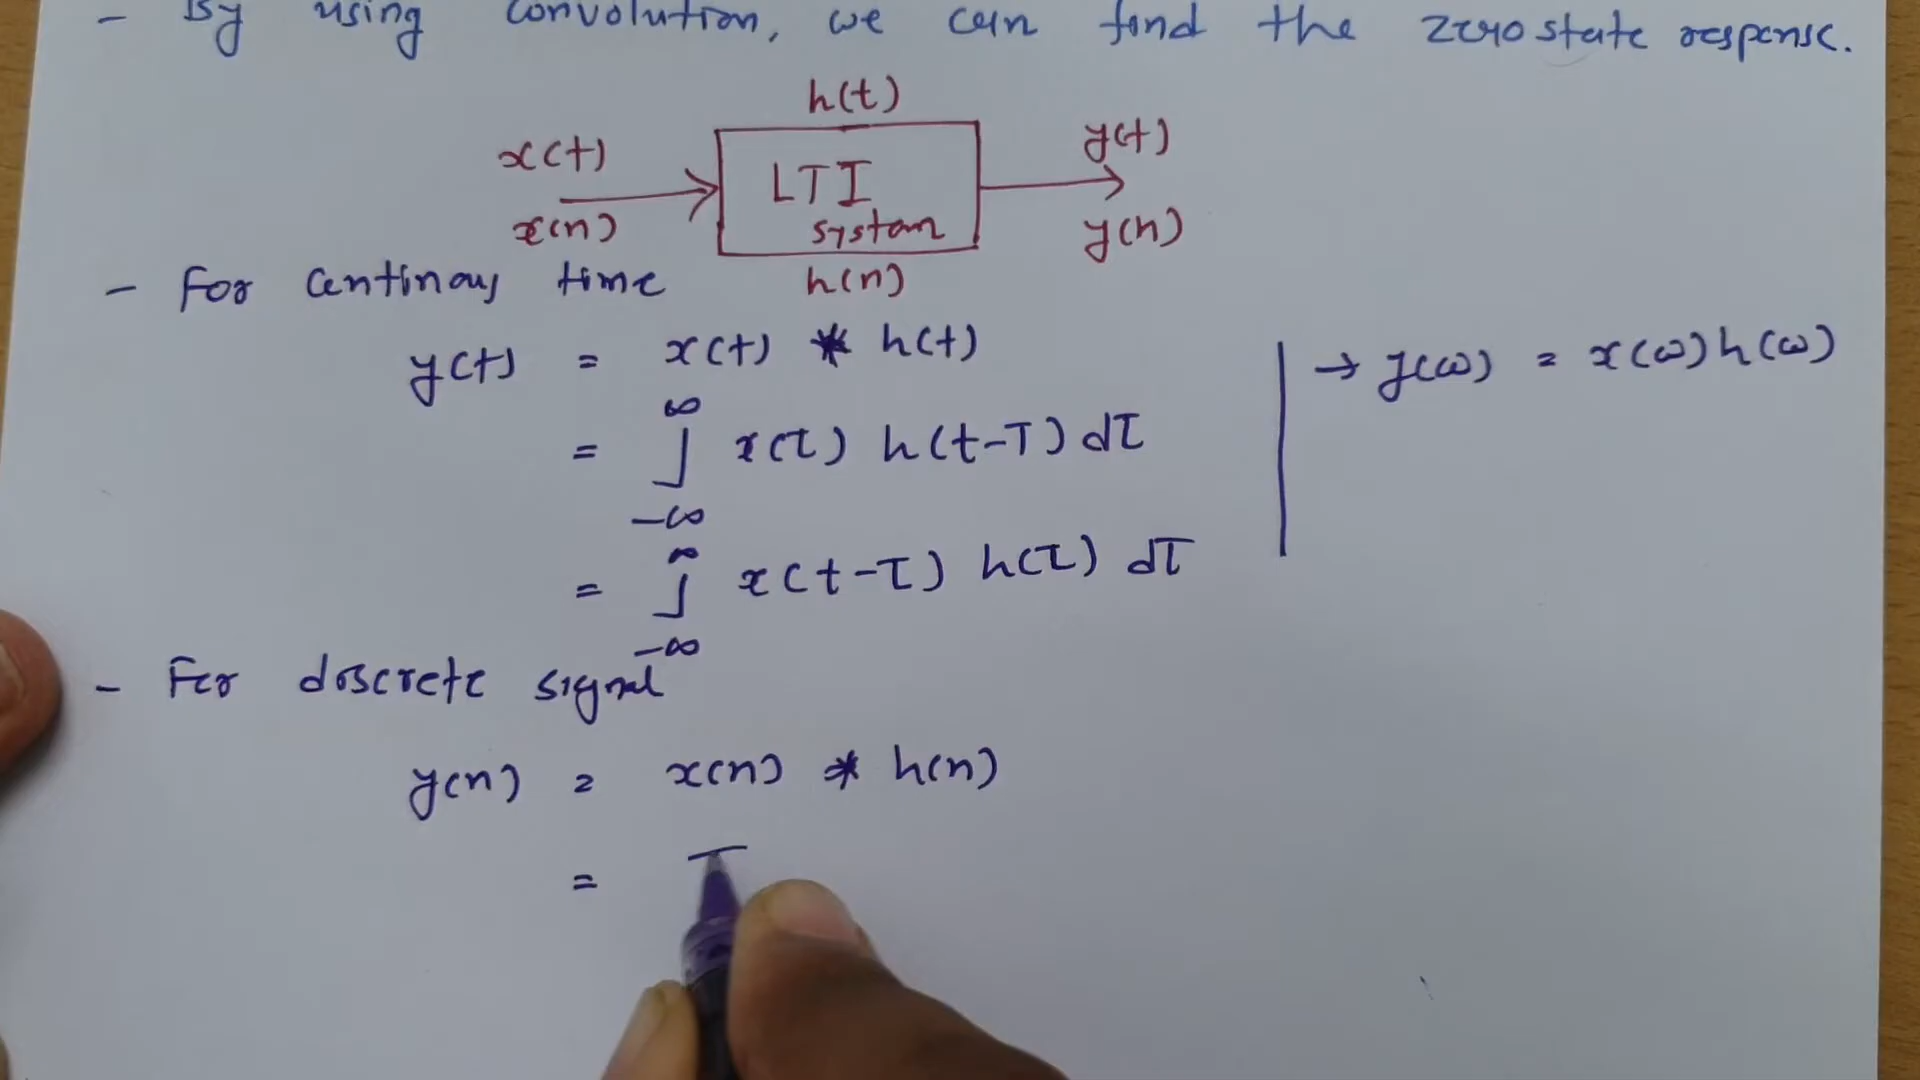 - By using convolution, we can find the zero state response.
h(t)
x(t)
y(t)
LTI
system
x(n)
y(n)
h(n)
- For continous time
y(t) = x(t) * h(t)
→ y(ω) = x(ω) h(ω)
= ∫_{-∞}^{∞} x(τ) h(t-τ) dτ
= ∫_{-∞}^{∞} x(t-τ) h(τ) dτ
- For discrete signal
y(n) = x(n) * h(n)
=